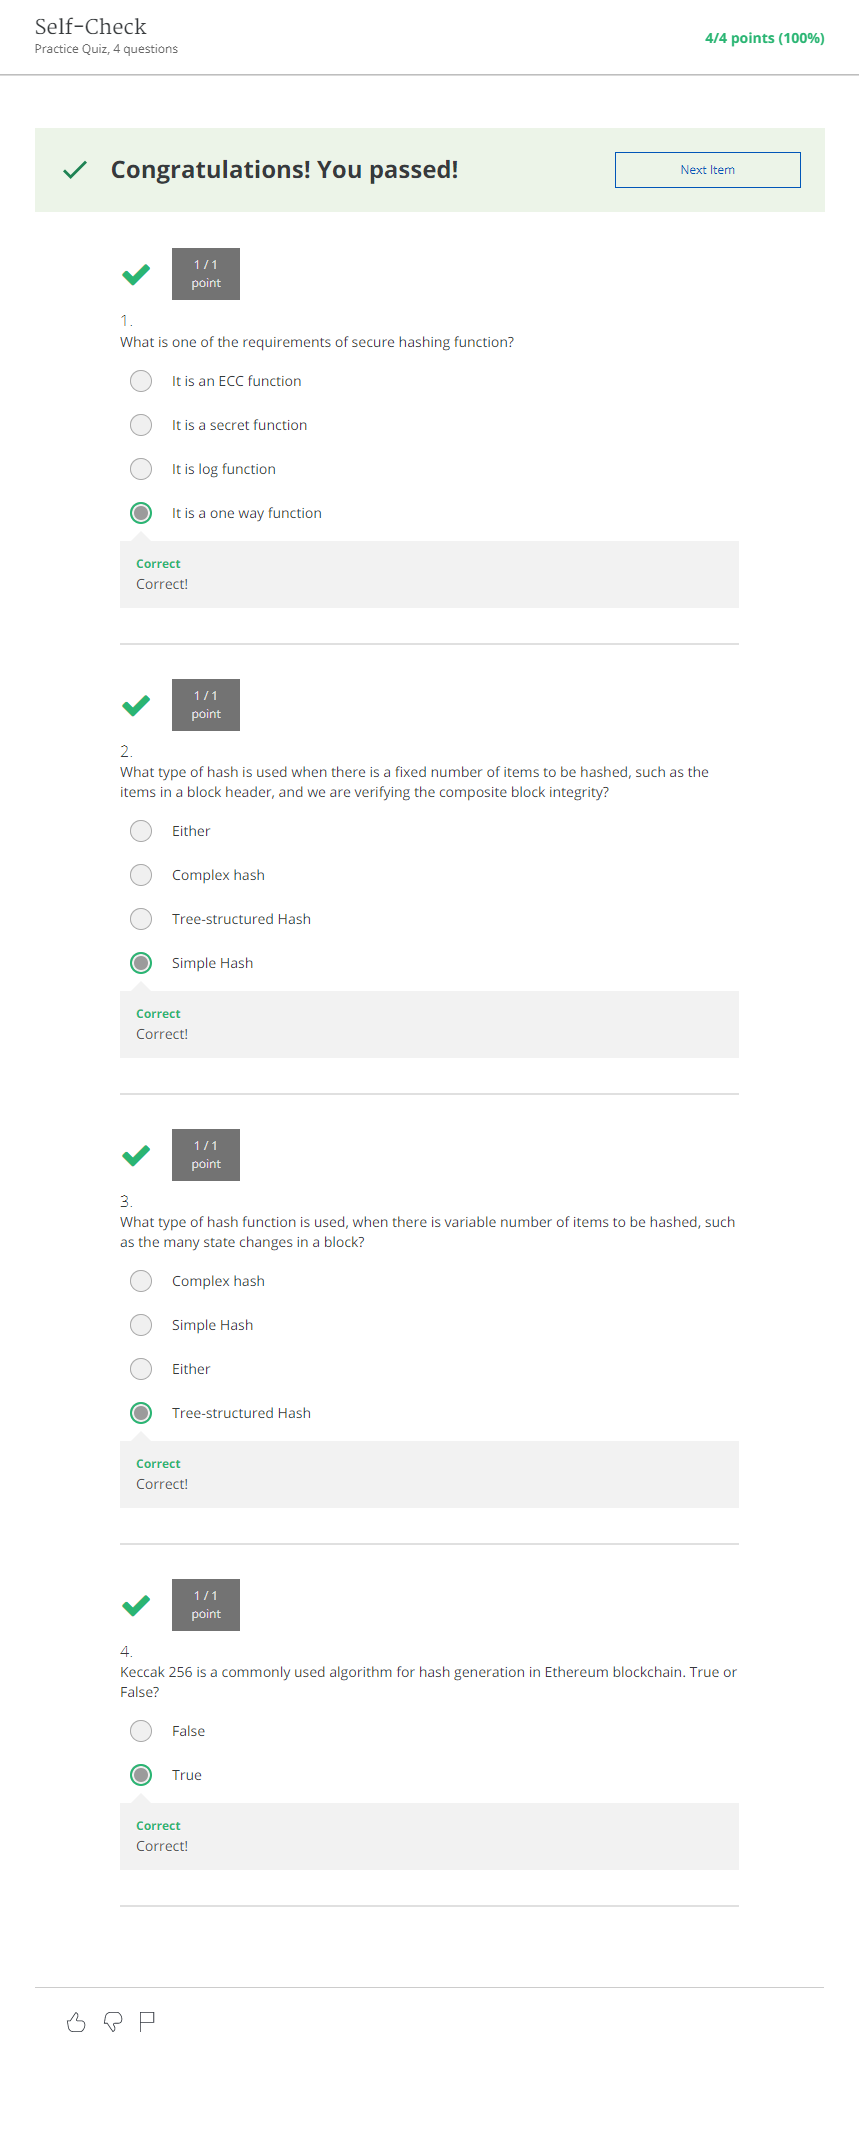 Self-Check
Practice Quiz, 4 questions
4/4 points (100%)
Congratulations! You passed!
Next Item
1 / 1
point
1.
What is one of the requirements of secure hashing function?
It is an ECC function
It is a secret function
It is log function
It is a one way function
Correct
Correct!
1 / 1
point
2.
What type of hash is used when there is a fixed number of items to be hashed, such as the
items in a block header, and we are verifying the composite block integrity?
Either
Complex hash
Tree-structured Hash
Simple Hash
Correct
Correct!
1 / 1
point
3.
What type of hash function is used, when there is variable number of items to be hashed, such
as the many state changes in a block?
Complex hash
Simple Hash
Either
Tree-structured Hash
Correct
Correct!
1 / 1
point
4.
Keccak 256 is a commonly used algorithm for hash generation in Ethereum blockchain. True or
False?
False
True
Correct
Correct!